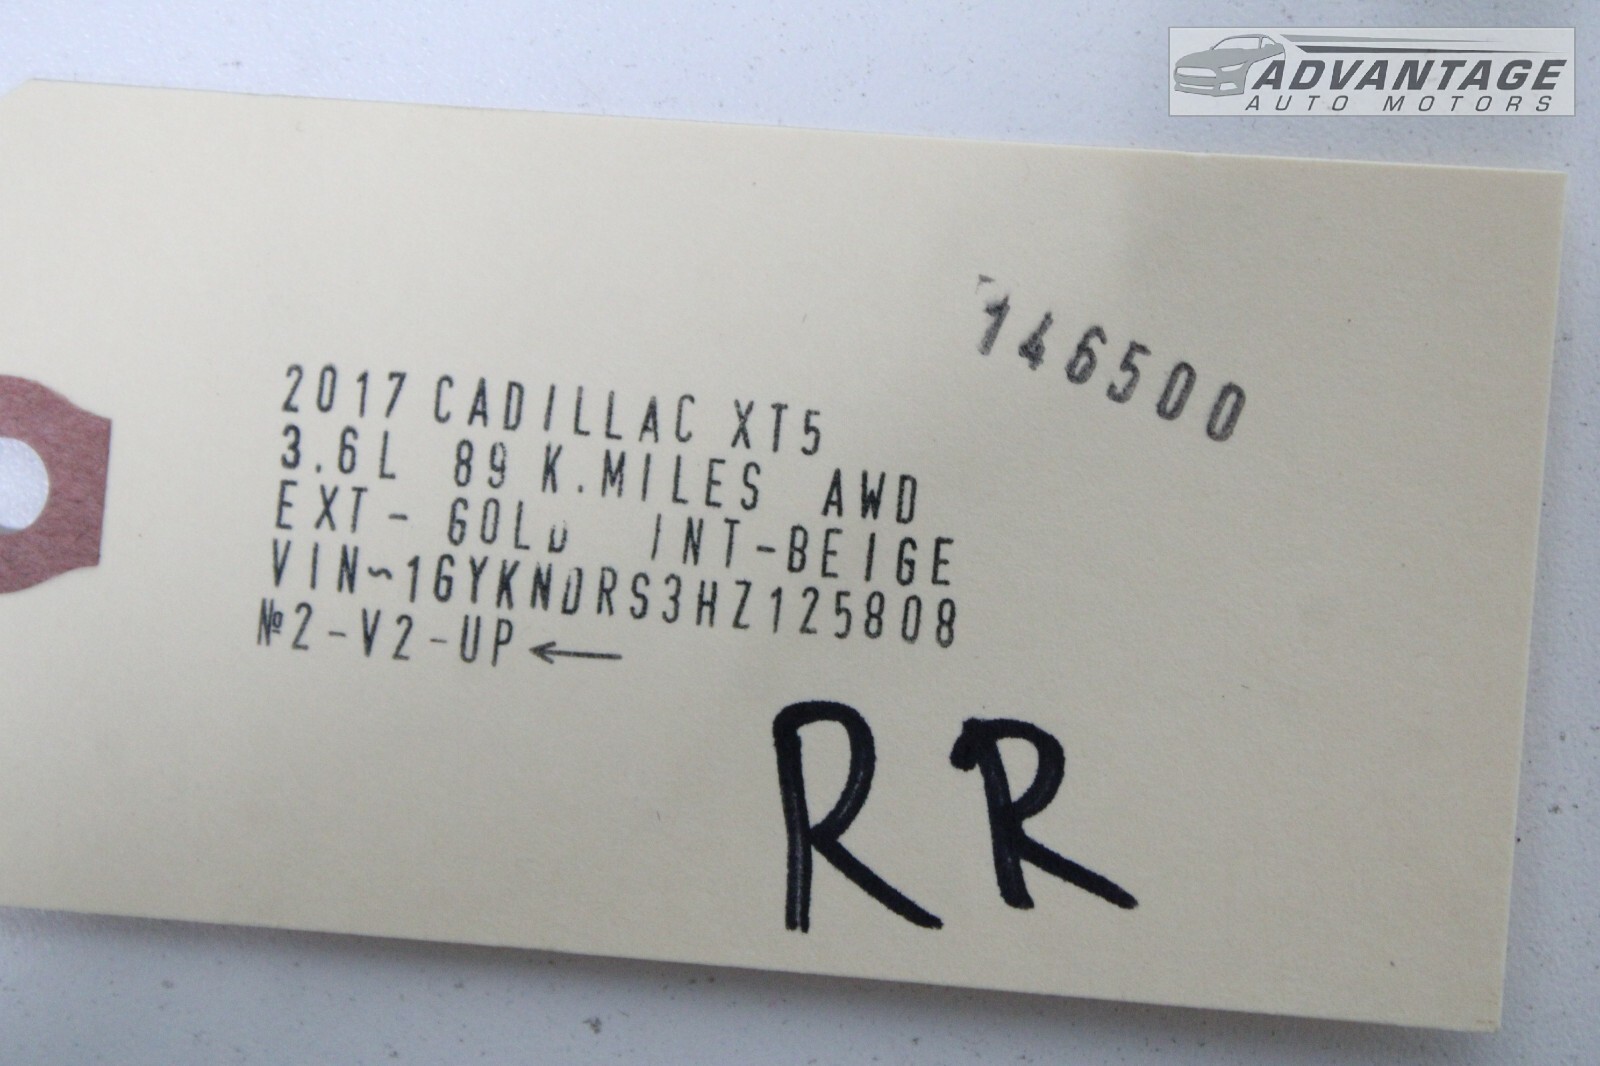 ADVANTAGE
AUTO MOTORS
146500
2017 CADILLAC XT5
3.6L 89 K.MILES AWD
EXT- GOLD INT-BEIGE
VIN~1GYKNDRS3HZ125808
№2-V2-UP←
RR